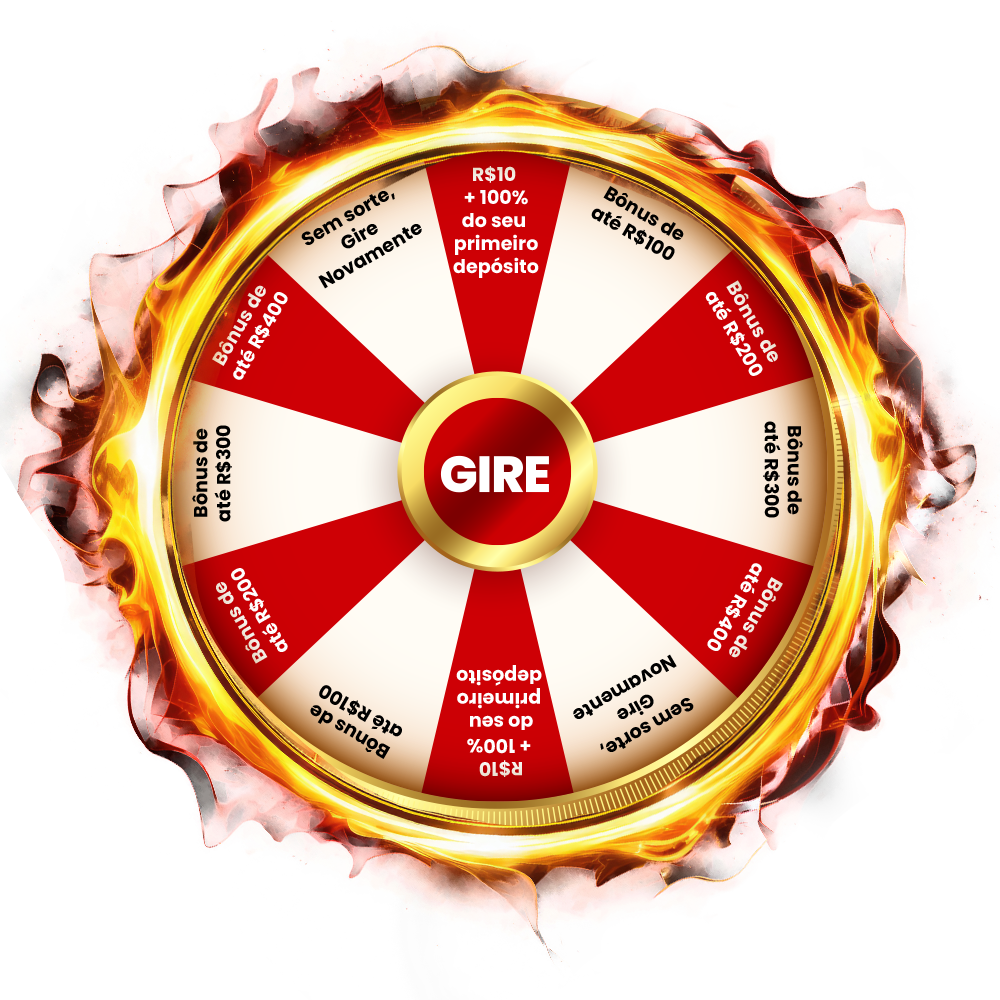 R$10
+ 100%
do seu
primeiro
depósito
Bônus de
até R$100
Bônus de
até R$200
Bônus de
até R$300
Bônus de
até R$400
Sem sorte,
Gire
Novamente
R$10
+ 100%
do seu
primeiro
depósito
Bônus de
até R$100
Bônus de
até R$200
Bônus de
até R$300
Bônus de
até R$400
Sem sorte,
Gire
Novamente
GIRE